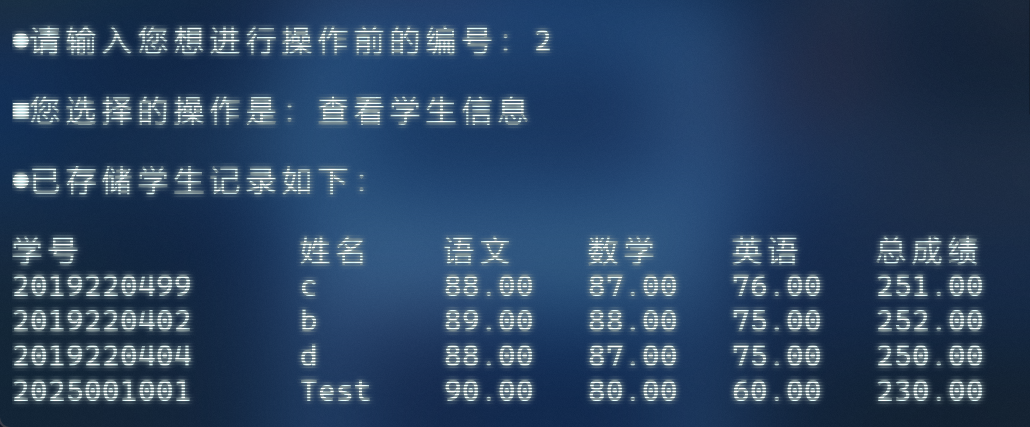 ●请输入您想进行操作前的编号: 2
■您选择的操作是: 查看学生信息
●已存储学生记录如下:
学号 姓名 语文 数学 英语 总成绩
2019220499 c 88.00 87.00 76.00 251.00
2019220402 b 89.00 88.00 75.00 252.00
2019220404 d 88.00 87.00 75.00 250.00
2025001001 Test 90.00 80.00 60.00 230.00